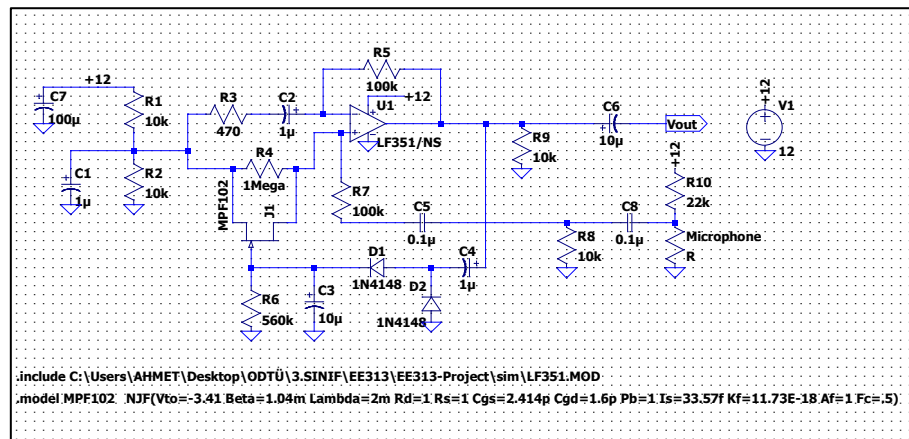 +12
C7
100µ
R1
10k
C1
1µ
R2
10k
R3
470
C2
1µ
R4
1Mega
MPF102
J1
R5
100k
U1
+12
LF351/NS
R7
100k
C5
0.1µ
D1
1N4148
C4
1µ
D2
1N4148
R6
560k
C3
10µ
R9
10k
C6
10µ
Vout
+12
R10
22k
C8
0.1µ
R8
10k
Microphone
R
+12
V1
12
.include C:\Users\AHMET\Desktop\ODTÜ\3.SINIF\EE313\EE313-Project\sim\LF351.MOD
.model MPF102 NJF(Vto=-3.41 Beta=1.04m Lambda=2m Rd=1 Rs=1 Cgs=2.414p Cgd=1.6p Pb=1 Is=33.57f Kf=11.73E-18 Af=1 Fc=.5)